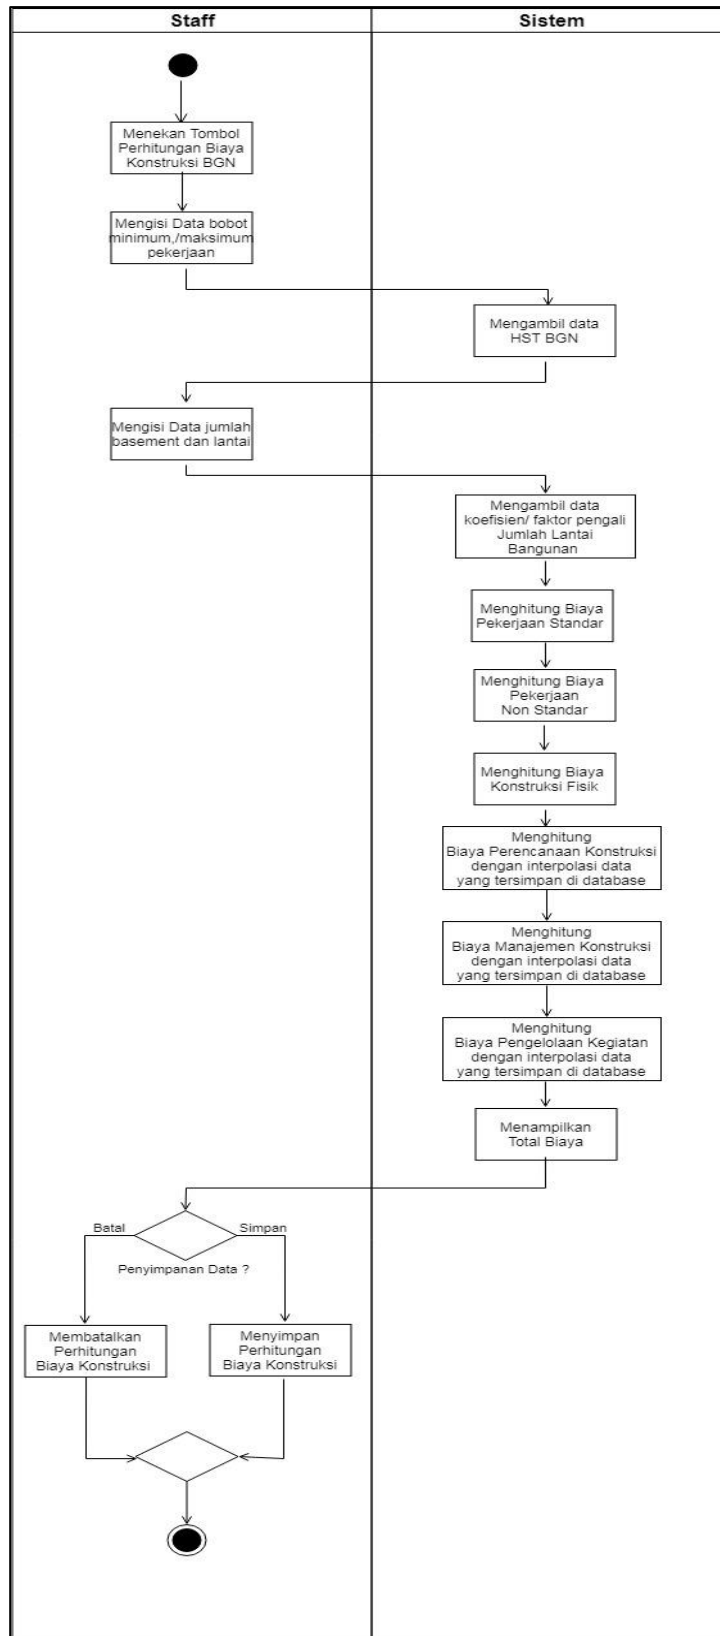 Staff
Sistem
Menekan Tombol
Perhitungan Biaya
Konstruksi BGN
Mengisi Data bobot
minimum,/maksimum
pekerjaan
Mengambil data
HST BGN
Mengisi Data jumlah
basement dan lantai
Mengambil data
koefisien/ faktor pengali
Jumlah Lantai
Bangunan
Menghitung Biaya
Pekerjaan Standar
Menghitung Biaya
Pekerjaan
Non Standar
Menghitung Biaya
Konstruksi Fisik
Menghitung
Biaya Perencanaan Konstruksi
dengan interpolasi data
yang tersimpan di database
Menghitung
Biaya Manajemen Konstruksi
dengan interpolasi data
yang tersimpan di database
Menghitung
Biaya Pengelolaan Kegiatan
dengan interpolasi data
yang tersimpan di database
Menampilkan
Total Biaya
Batal
Simpan
Penyimpanan Data ?
Membatalkan
Perhitungan
Biaya Konstruksi
Menyimpan
Perhitungan
Biaya Konstruksi